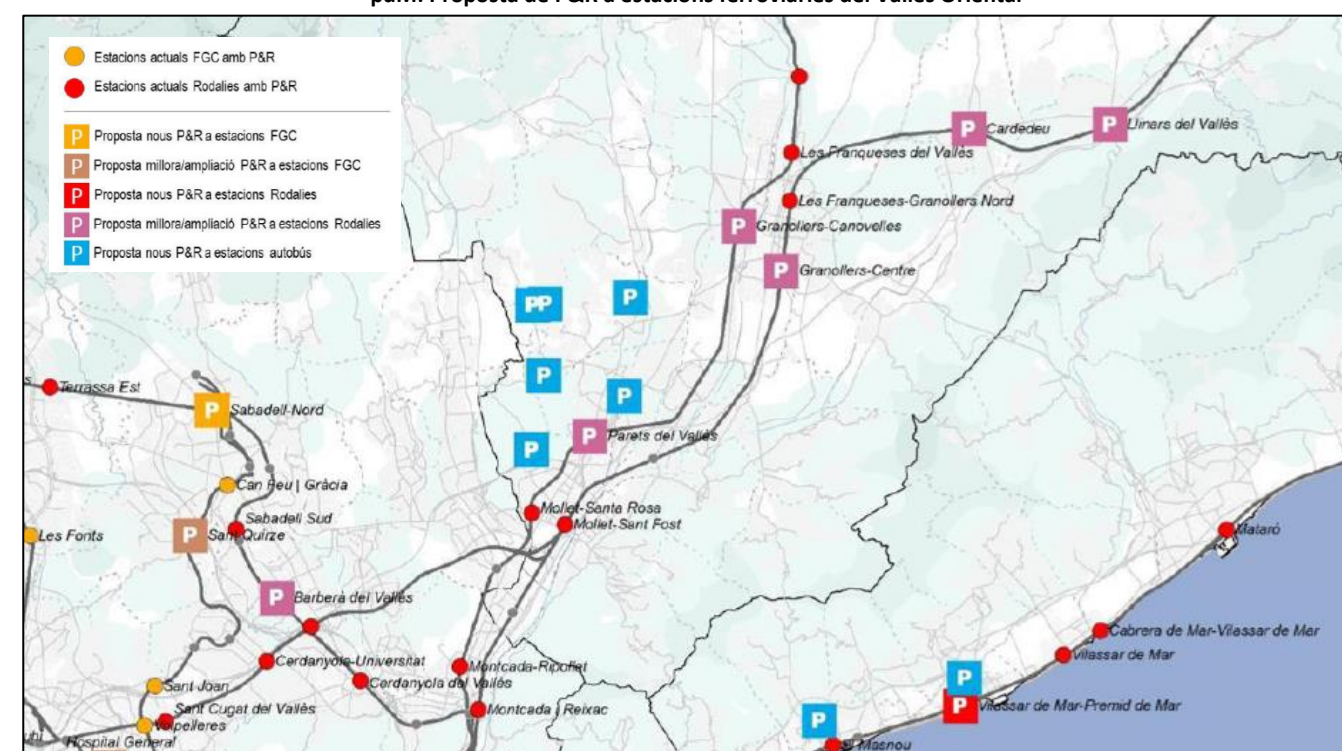 Estacions actuals FGC amb P&R
Estacions actuals Rodalies amb P&R
P Proposta nous P&R a estacions FGC
P Proposta millora/ampliació P&R a estacions FGC
P Proposta nous P&R a estacions Rodalies
P Proposta millora/ampliació P&R a estacions Rodalies
P Proposta nous P&R a estacions autobús
P Cardedeu
P Llinars del Vallès
Les Franqueses del Vallès
Les Franqueses-Granollers Nord
P Granollers-Canovelles
P Granollers-Centre
PP
P
P
P
Terrassa Est
P Sabadell-Nord
P Parets del Vallès
P
Can Feu | Gràcia
Mollet-Santa Rosa
Sabadell Sud
Mollet-Sant Fost
Les Fonts
P Sant Quirze
Mataró
P Barberà del Vallès
Cabrera de Mar-Vilassar de Mar
Vilassar de Mar
Cerdanyola-Universitat
Montcada-Ripollet
Cerdanyola del Vallès
Sant Joan
P
P Vilassar de Mar-Premid de Mar
Sant Cugat del Vallès
Montcada i Reixac
Volpelleres
P
Hospital General
El Masnou